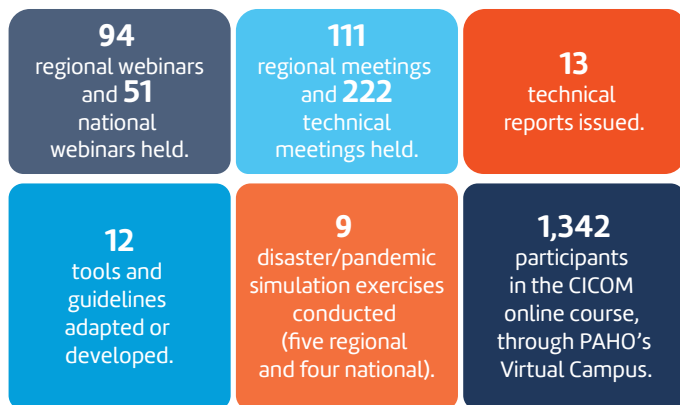 94
regional webinars
and 51
national
webinars held.
111
regional meetings
and 222
technical
meetings held.
13
technical
reports issued.
12
tools and
guidelines
adapted or
developed.
9
disaster/pandemic
simulation exercises
conducted
(five regional
and four national).
1,342
participants
in the CICOM
online course,
through PAHO’s
Virtual Campus.